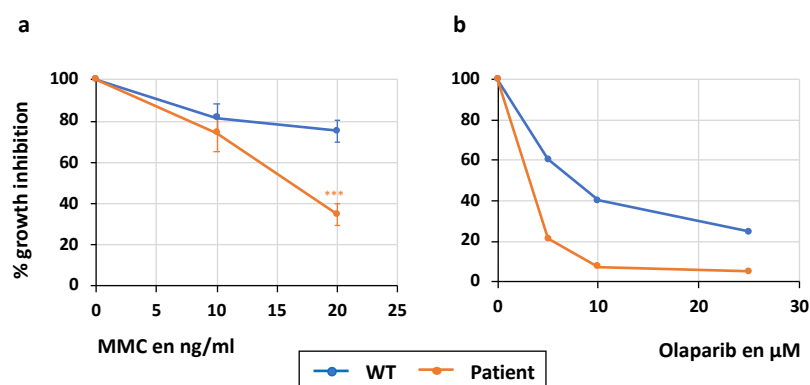 a
b
% growth inhibition
100
80
60
40
20
0
***
0 5 10 15 20 25
MMC en ng/ml
100
80
60
40
20
0
0 10 20 30
Olaparib en µM
WT Patient